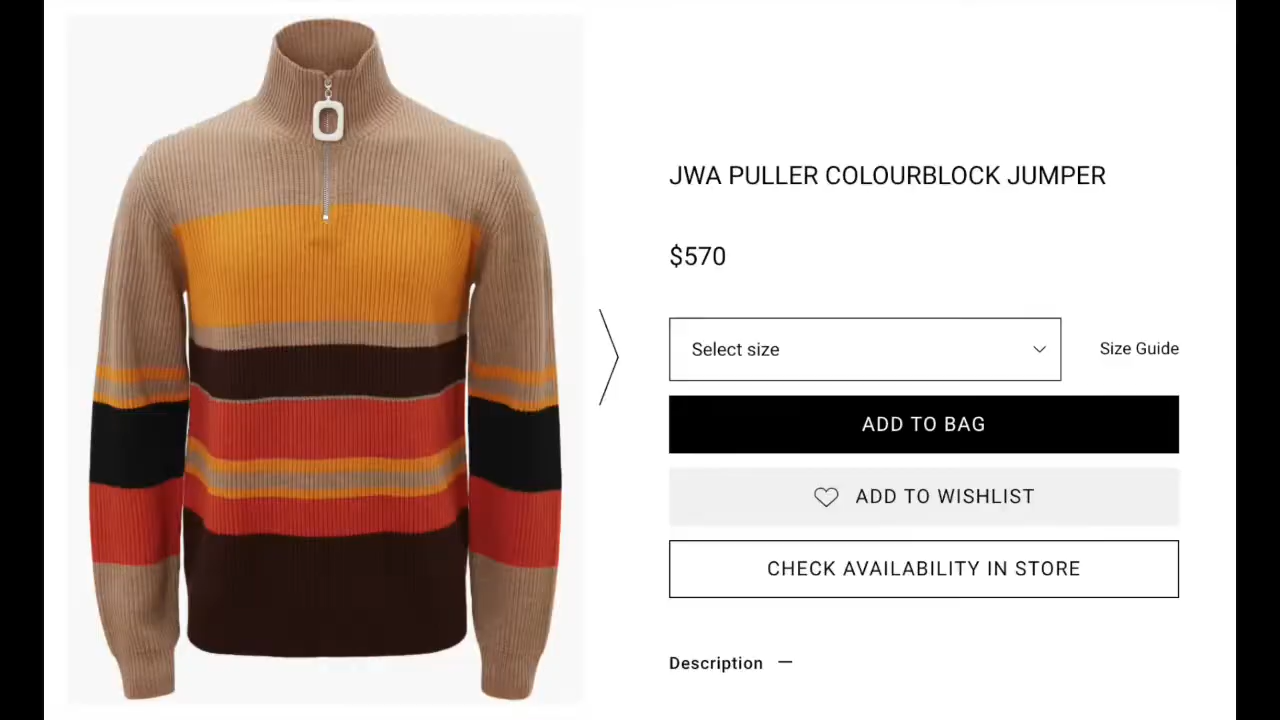 JWA PULLER COLOURBLOCK JUMPER
$570
Select size
Size Guide
ADD TO BAG
ADD TO WISHLIST
CHECK AVAILABILITY IN STORE
Description —